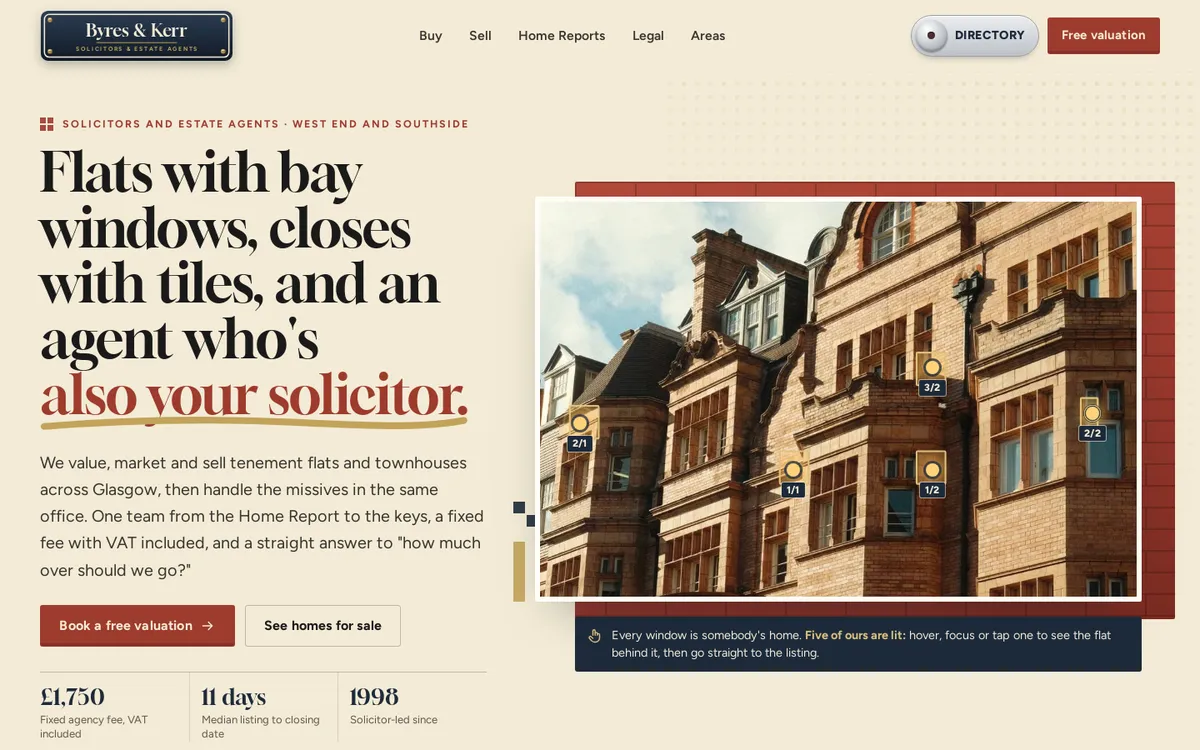 Byres & Kerr
SOLICITORS & ESTATE AGENTS
Buy
Sell
Home Reports
Legal
Areas
DIRECTORY
Free valuation
SOLICITORS AND ESTATE AGENTS · WEST END AND SOUTHSIDE
Flats with bay
windows, closes
with tiles, and an
agent who's
also your solicitor.
We value, market and sell tenement flats and townhouses
across Glasgow, then handle the missives in the same
office. One team from the Home Report to the keys, a fixed
fee with VAT included, and a straight answer to "how much
over should we go?"
Book a free valuation →
See homes for sale
£1,750
Fixed agency fee, VAT
included
11 days
Median listing to closing
date
1998
Solicitor-led since
3/2
2/1
2/2
1/1
1/2
Every window is somebody's home. Five of ours are lit: hover, focus or tap one to see the flat
behind it, then go straight to the listing.